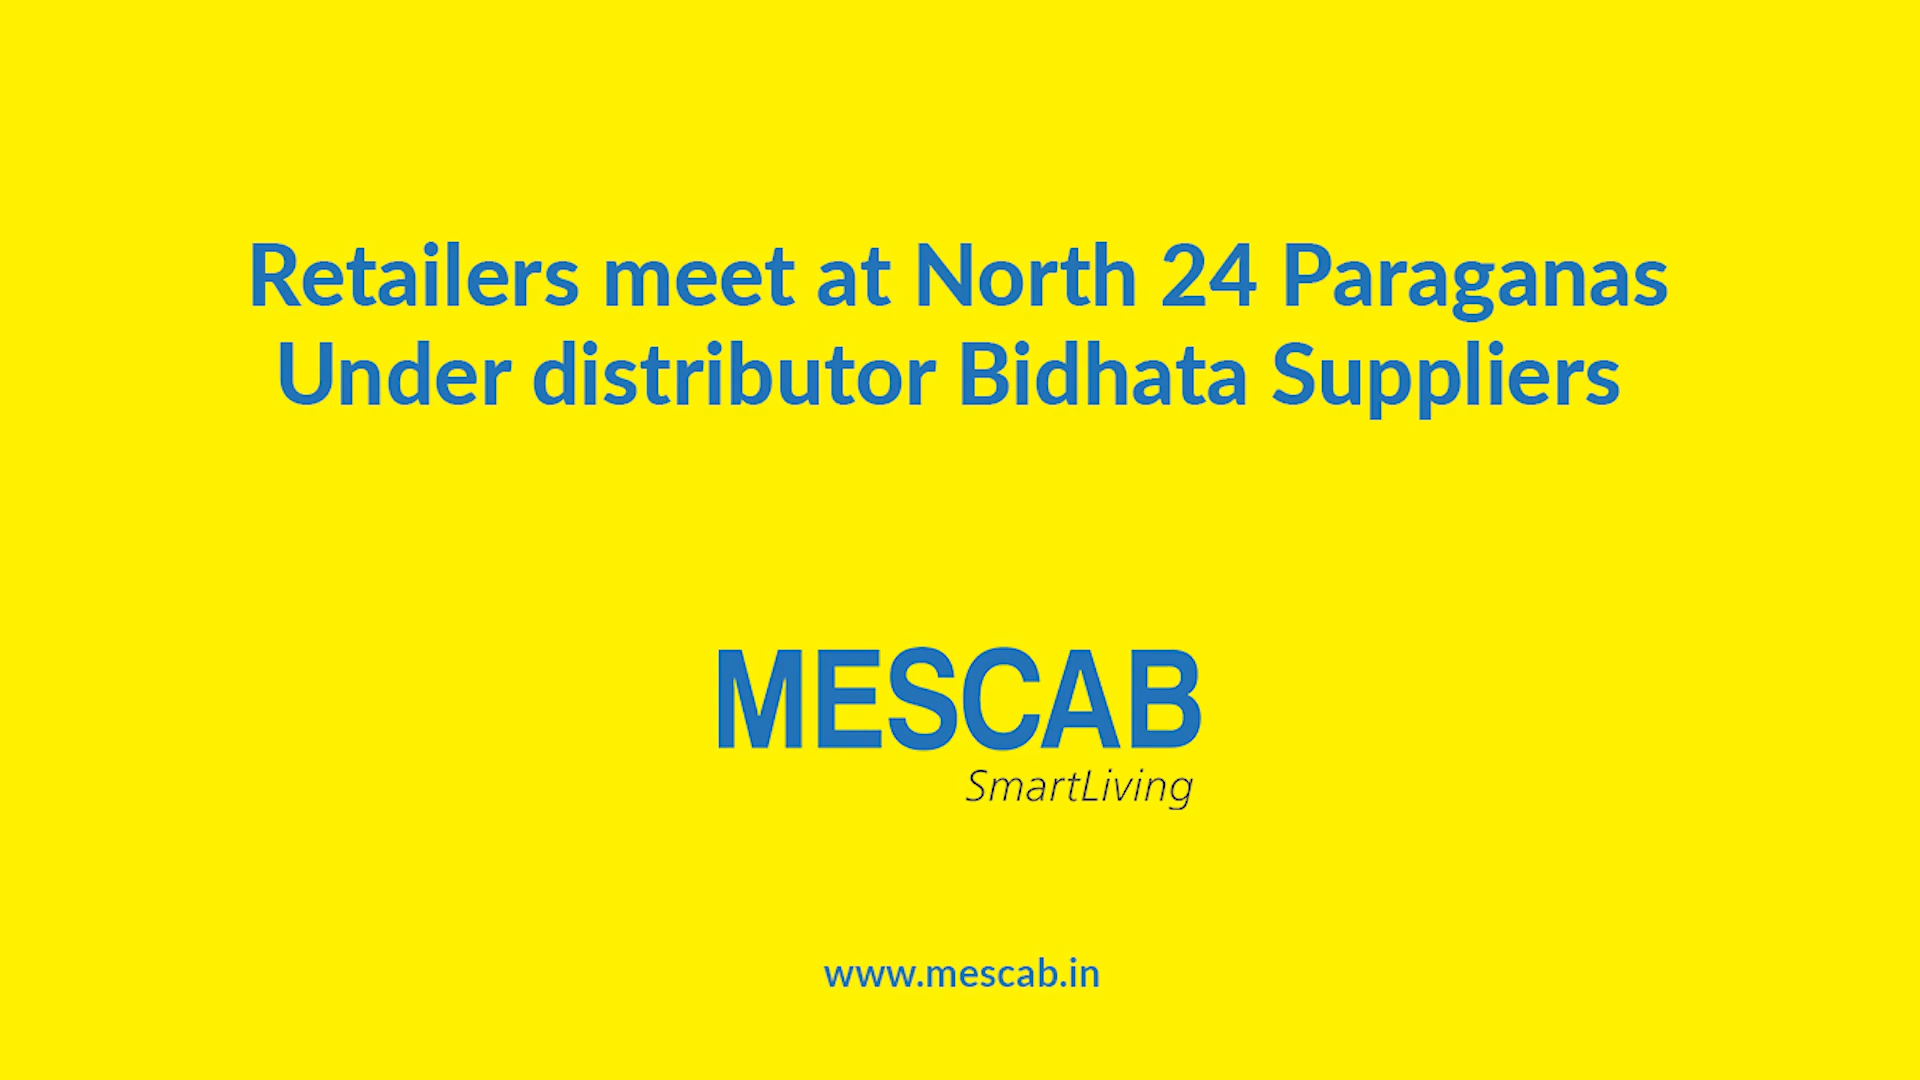 Retailers meet at North 24 Paraganas
Under distributor Bidhata Suppliers
MESCAB
SmartLiving
www.mescab.in